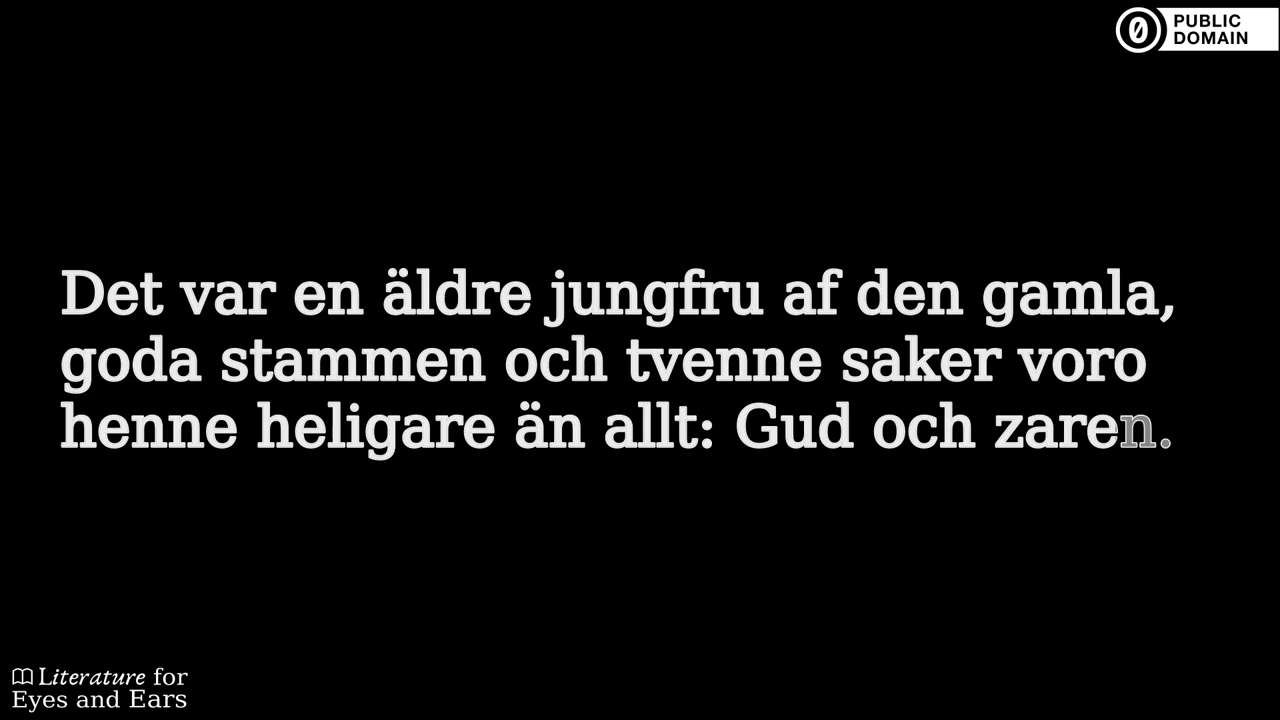 PUBLIC
DOMAIN
Det var en äldre jungfru af den gamla,
goda stammen och tvenne saker voro
henne heligare än allt: Gud och zaren.
Literature for
Eyes and Ears